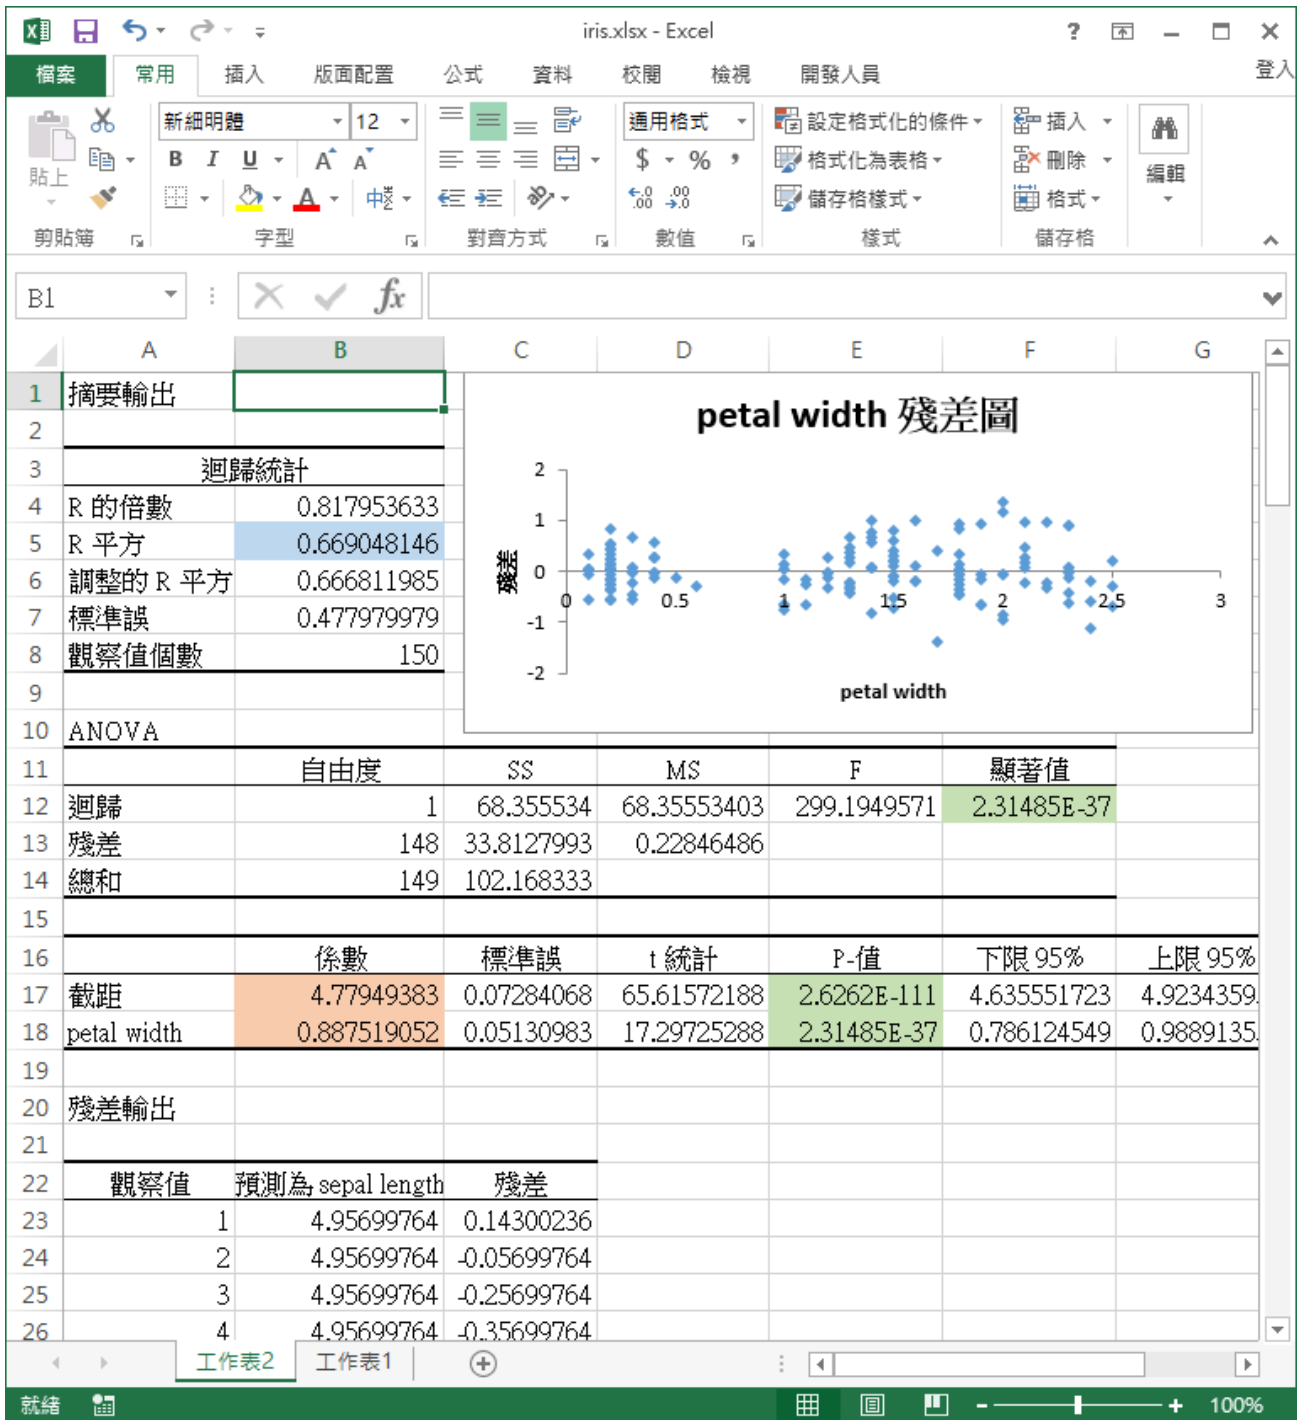 iris.xlsx - Excel
檔案 常用 插入 版面配置 公式 資料 校閱 檢視 開發人員 登入
新細明體 12 通用格式 設定格式化的條件 插入
貼上 B I U A A $ % , 格式化為表格 刪除 編輯
A 中 .00 .00 儲存格樣式 格式
剪貼簿 字型 對齊方式 數值 樣式 儲存格
B1 fx
A B C D E F G
1 摘要輸出
petal width 殘差圖
2
3 迴歸統計
4 R 的倍數 0.817953633
5 R 平方 0.669048146
6 調整的 R 平方 0.666811985
7 標準誤 0.477979979
8 觀察值個數 150
2
1
0
-1
-2
殘差
0 0.5 1 1.5 2 2.5 3
petal width
9
10 ANOVA
11 自由度 SS MS F 顯著值
12 迴歸 1 68.355534 68.35553403 299.1949571 2.31485E-37
13 殘差 148 33.8127993 0.22846486
14 總和 149 102.168333
15
16 係數 標準誤 t 統計 P-值 下限 95% 上限 95%
17 截距 4.77949383 0.07284068 65.61572188 2.6262E-111 4.635551723 4.9234359
18 petal width 0.887519052 0.05130983 17.29725288 2.31485E-37 0.786124549 0.9889135
19
20 殘差輸出
21
22 觀察值 預測為 sepal length 殘差
23 1 4.95699764 0.14300236
24 2 4.95699764 -0.05699764
25 3 4.95699764 -0.25699764
26 4 4.95699764 -0.35699764
工作表2 工作表1
就緒 100%